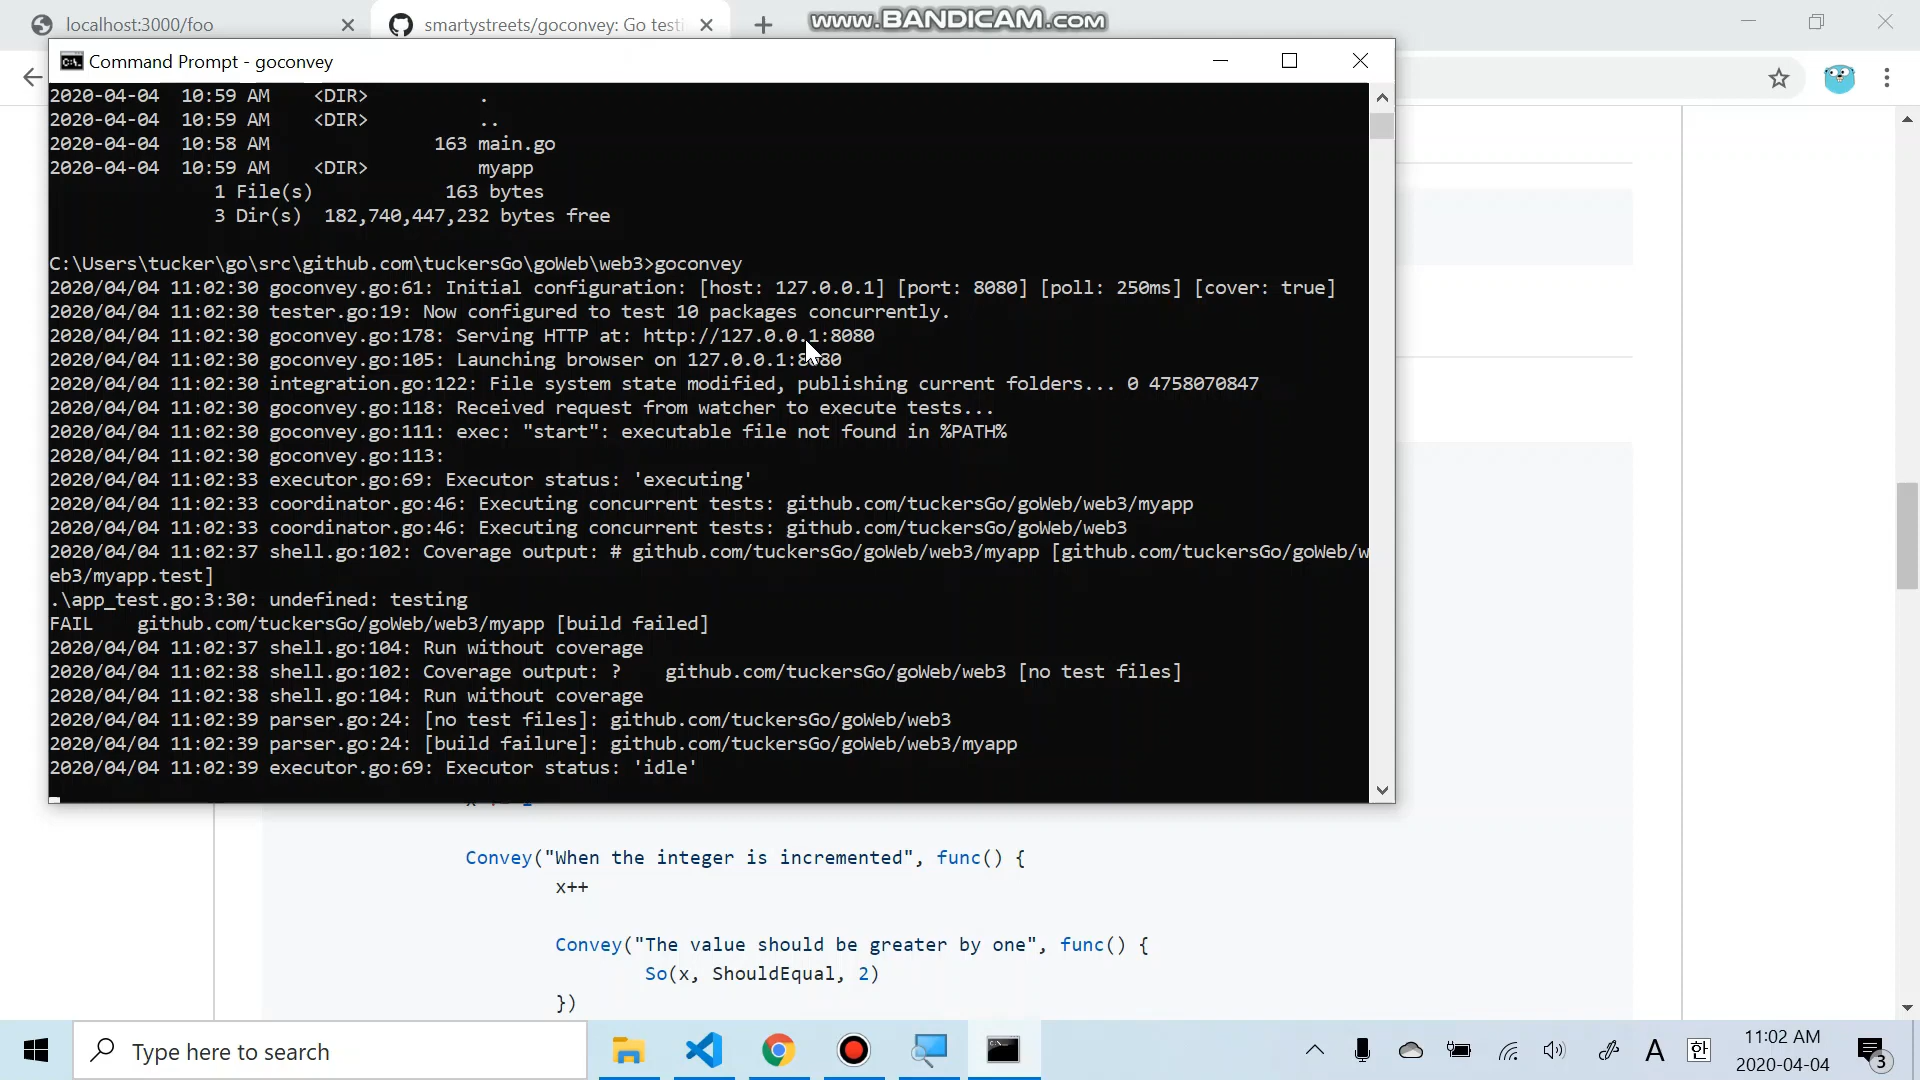 localhost:3000/foo
smartystreets/goconvey: Go testi
www.BANDICAM.com
Command Prompt - goconvey
2020-04-04  10:59 AM    <DIR>          .
2020-04-04  10:59 AM    <DIR>          ..
2020-04-04  10:58 AM               163 main.go
2020-04-04  10:59 AM    <DIR>          myapp
1 File(s)            163 bytes
3 Dir(s)  182,740,447,232 bytes free
C:\Users\tucker\go\src\github.com\tuckersGo\goWeb\web3>goconvey
2020/04/04 11:02:30 goconvey.go:61: Initial configuration: [host: 127.0.0.1] [port: 8080] [poll: 250ms] [cover: true]
2020/04/04 11:02:30 tester.go:19: Now configured to test 10 packages concurrently.
2020/04/04 11:02:30 goconvey.go:178: Serving HTTP at: http://127.0.0.1:8080
2020/04/04 11:02:30 goconvey.go:105: Launching browser on 127.0.0.1:8080
2020/04/04 11:02:30 integration.go:122: File system state modified, publishing current folders... 0 4758070847
2020/04/04 11:02:30 goconvey.go:118: Received request from watcher to execute tests...
2020/04/04 11:02:30 goconvey.go:111: exec: "start": executable file not found in %PATH%
2020/04/04 11:02:30 goconvey.go:113:
2020/04/04 11:02:33 executor.go:69: Executor status: 'executing'
2020/04/04 11:02:33 coordinator.go:46: Executing concurrent tests: github.com/tuckersGo/goWeb/web3/myapp
2020/04/04 11:02:33 coordinator.go:46: Executing concurrent tests: github.com/tuckersGo/goWeb/web3
2020/04/04 11:02:37 shell.go:102: Coverage output: # github.com/tuckersGo/goWeb/web3/myapp [github.com/tuckersGo/goWeb/w
eb3/myapp.test]
.\app_test.go:3:30: undefined: testing
FAIL    github.com/tuckersGo/goWeb/web3/myapp [build failed]
2020/04/04 11:02:37 shell.go:104: Run without coverage
2020/04/04 11:02:38 shell.go:102: Coverage output: ?    github.com/tuckersGo/goWeb/web3 [no test files]
2020/04/04 11:02:38 shell.go:104: Run without coverage
2020/04/04 11:02:39 parser.go:24: [no test files]: github.com/tuckersGo/goWeb/web3
2020/04/04 11:02:39 parser.go:24: [build failure]: github.com/tuckersGo/goWeb/web3/myapp
2020/04/04 11:02:39 executor.go:69: Executor status: 'idle'
Convey("When the integer is incremented", func() {
x++
Convey("The value should be greater by one", func() {
So(x, ShouldEqual, 2)
})
Type here to search
A
한
11:02 AM
2020-04-04
3